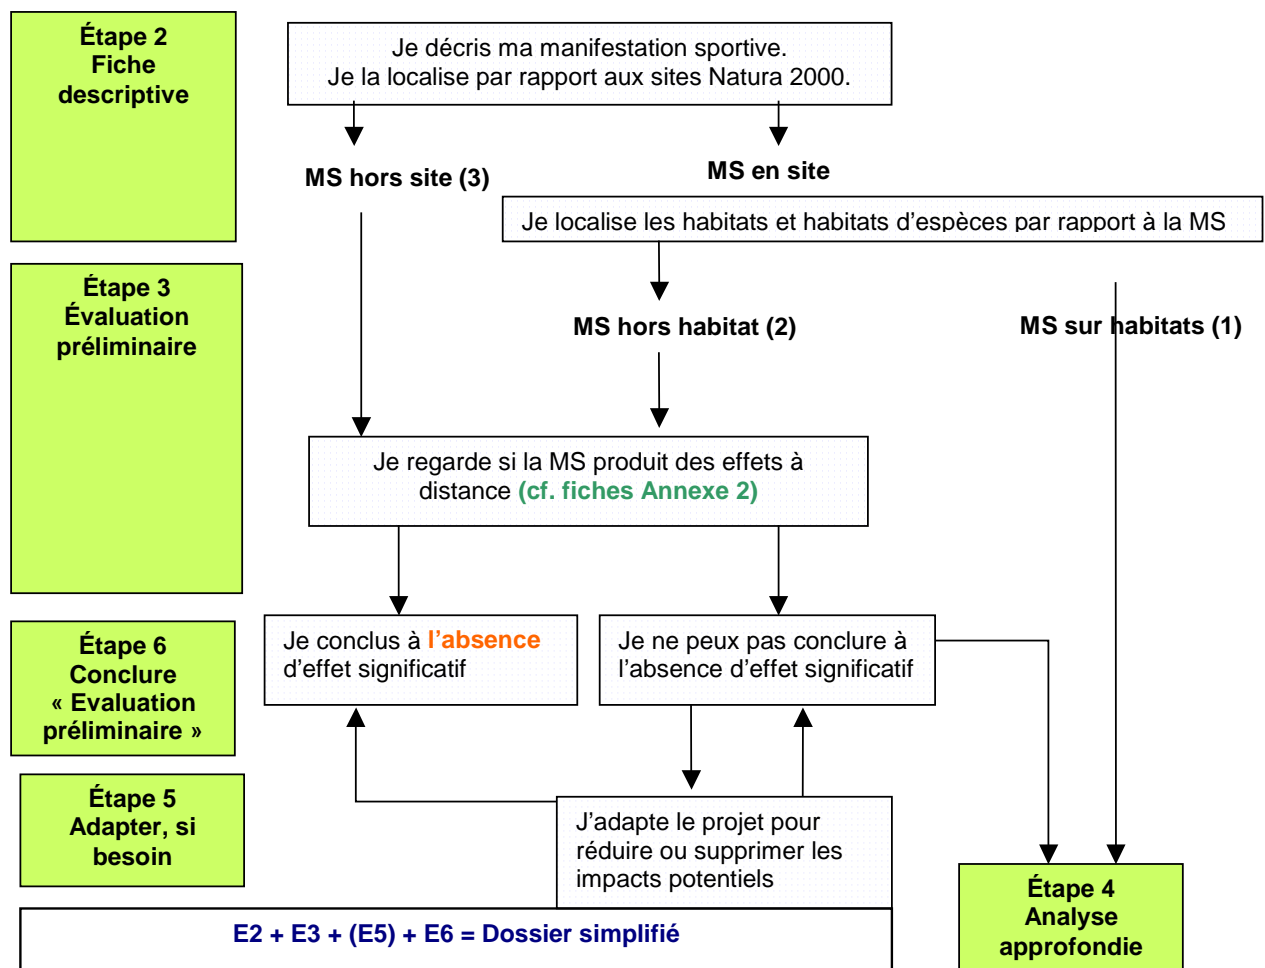 Étape 2
Fiche
descriptive
Je décris ma manifestation sportive.
Je la localise par rapport aux sites Natura 2000.
MS hors site (3)
MS en site
Je localise les habitats et habitats d'espèces par rapport à la MS
Étape 3
Évaluation
préliminaire
MS hors habitat (2)
MS sur habitats (1)
Je regarde si la MS produit des effets à
distance (cf. fiches Annexe 2)
Étape 6
Conclure
« Evaluation
préliminaire »
Je conclus à l’absence
d’effet significatif
Je ne peux pas conclure à
l’absence d’effet significatif
Étape 5
Adapter, si
besoin
J’adapte le projet pour
réduire ou supprimer les
impacts potentiels
Étape 4
Analyse
approfondie
E2 + E3 + (E5) + E6 = Dossier simplifié